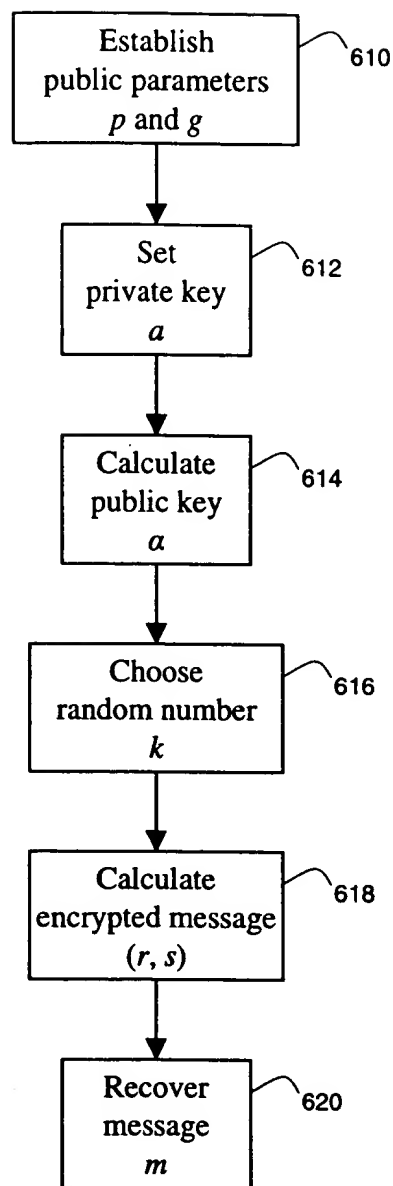 Establish
public parameters
p and g
610
Set
private key
a
612
Calculate
public key
α
614
Choose
random number
k
616
Calculate
encrypted message
(r, s)
618
Recover
message
m
620